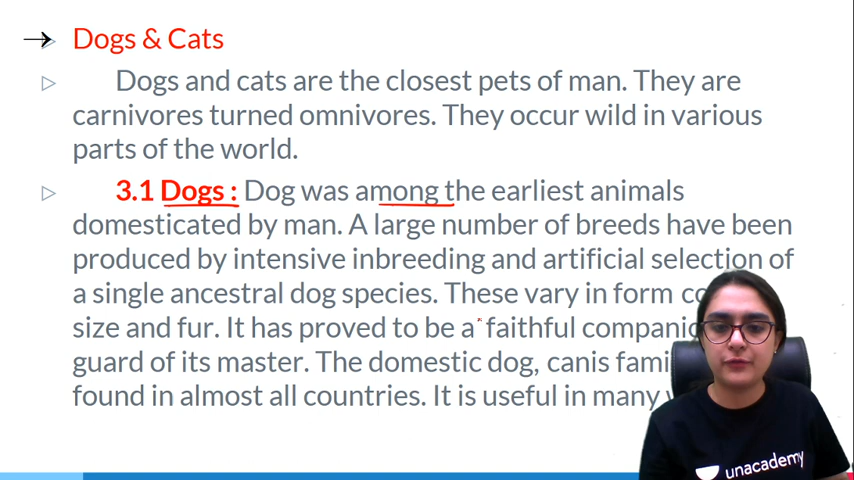 Dogs & Cats
Dogs and cats are the closest pets of man. They are
carnivores turned omnivores. They occur wild in various
parts of the world.
3.1 Dogs : Dog was among the earliest animals
domesticated by man. A large number of breeds have been
produced by intensive inbreeding and artificial selection of
a single ancestral dog species. These vary in form
size and fur. It has proved to be a faithful
guard of its master. The domestic dog, canis
found in almost all countries. It is useful in many
unacademy